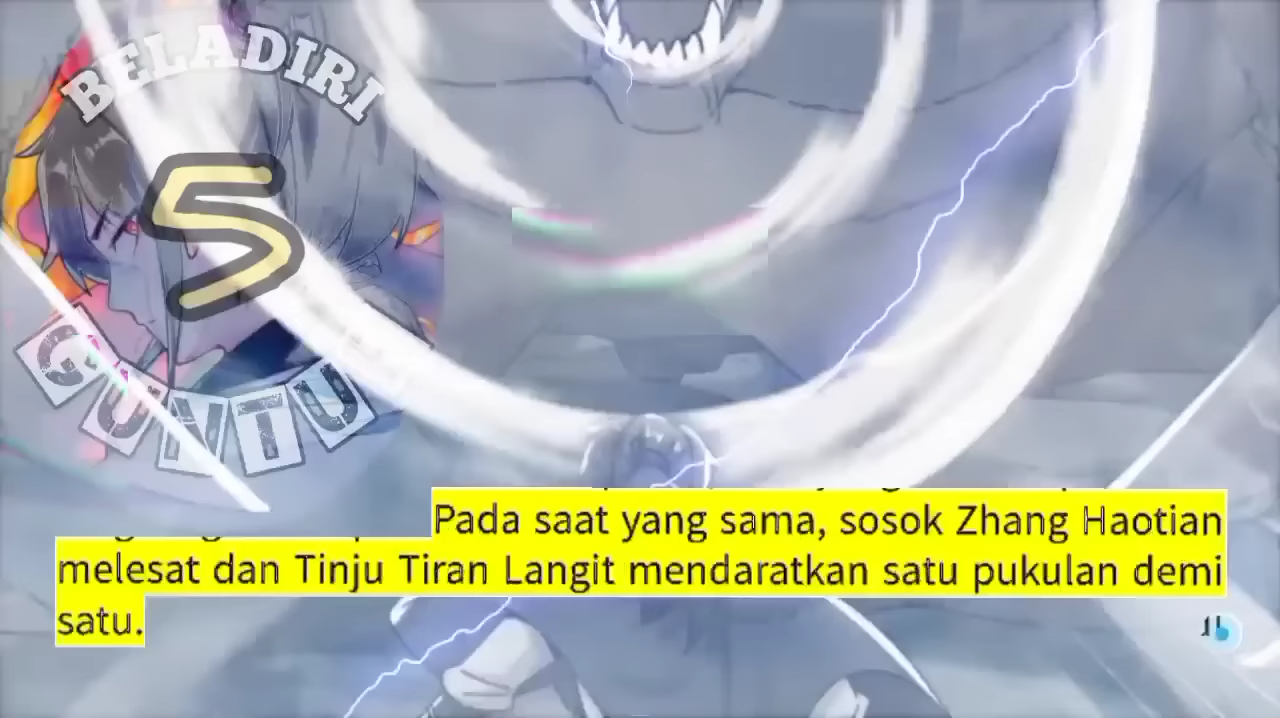 BELADIRI
5
GUNTU
Pada saat yang sama, sosok Zhang Haotian
melesat dan Tinju Tiran Langit mendaratkan satu pukulan demi
satu.